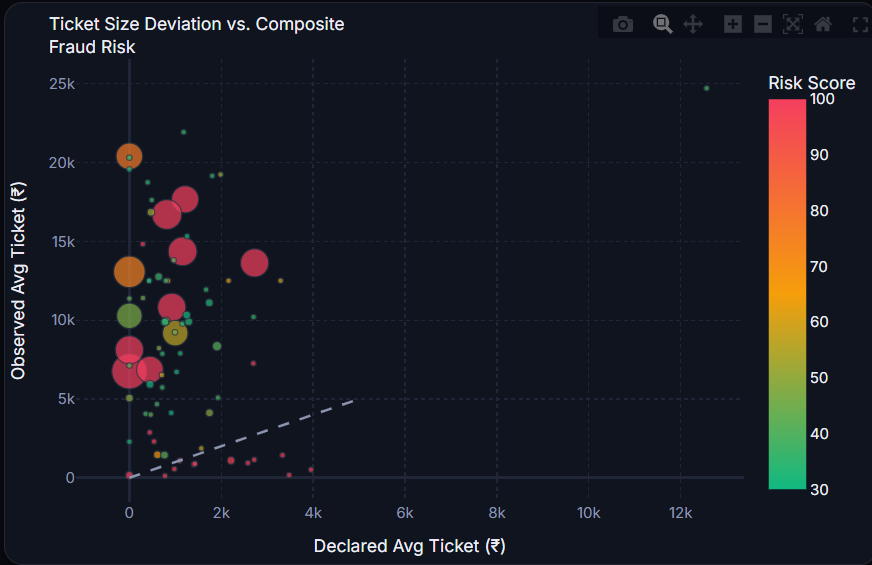 Ticket Size Deviation vs. Composite
Fraud Risk
Risk Score
100
90
80
70
60
50
40
30
Observed Avg Ticket (₹)
25k
20k
15k
10k
5k
0
0
2k
4k
6k
8k
10k
12k
Declared Avg Ticket (₹)